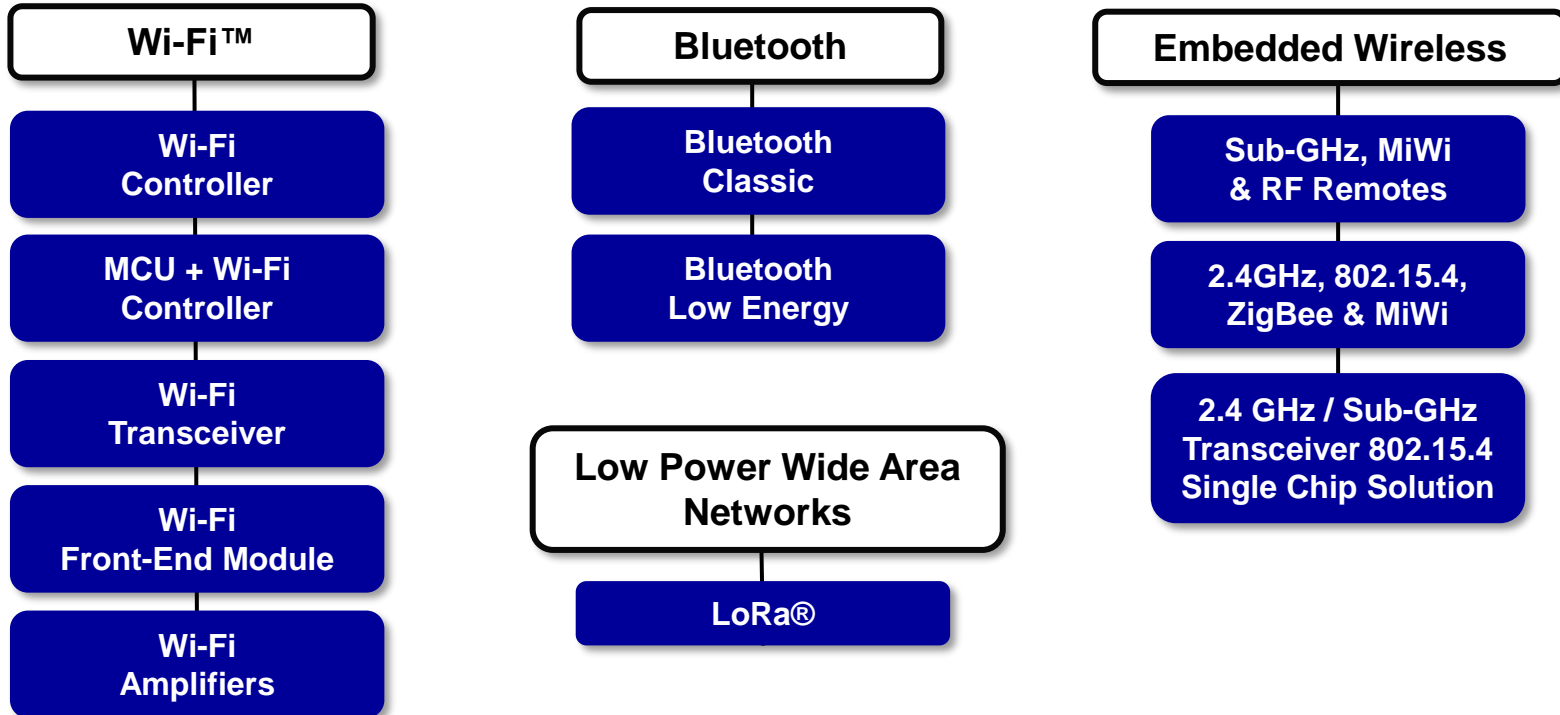 Wi-Fi™
Wi-Fi
Controller
MCU + Wi-Fi
Controller
Wi-Fi
Transceiver
Wi-Fi
Front-End Module
Wi-Fi
Amplifiers
Bluetooth
Bluetooth
Classic
Bluetooth
Low Energy
Low Power Wide Area
Networks
LoRa®
Embedded Wireless
Sub-GHz, MiWi
& RF Remotes
2.4GHz, 802.15.4,
ZigBee & MiWi
2.4 GHz / Sub-GHz
Transceiver 802.15.4
Single Chip Solution